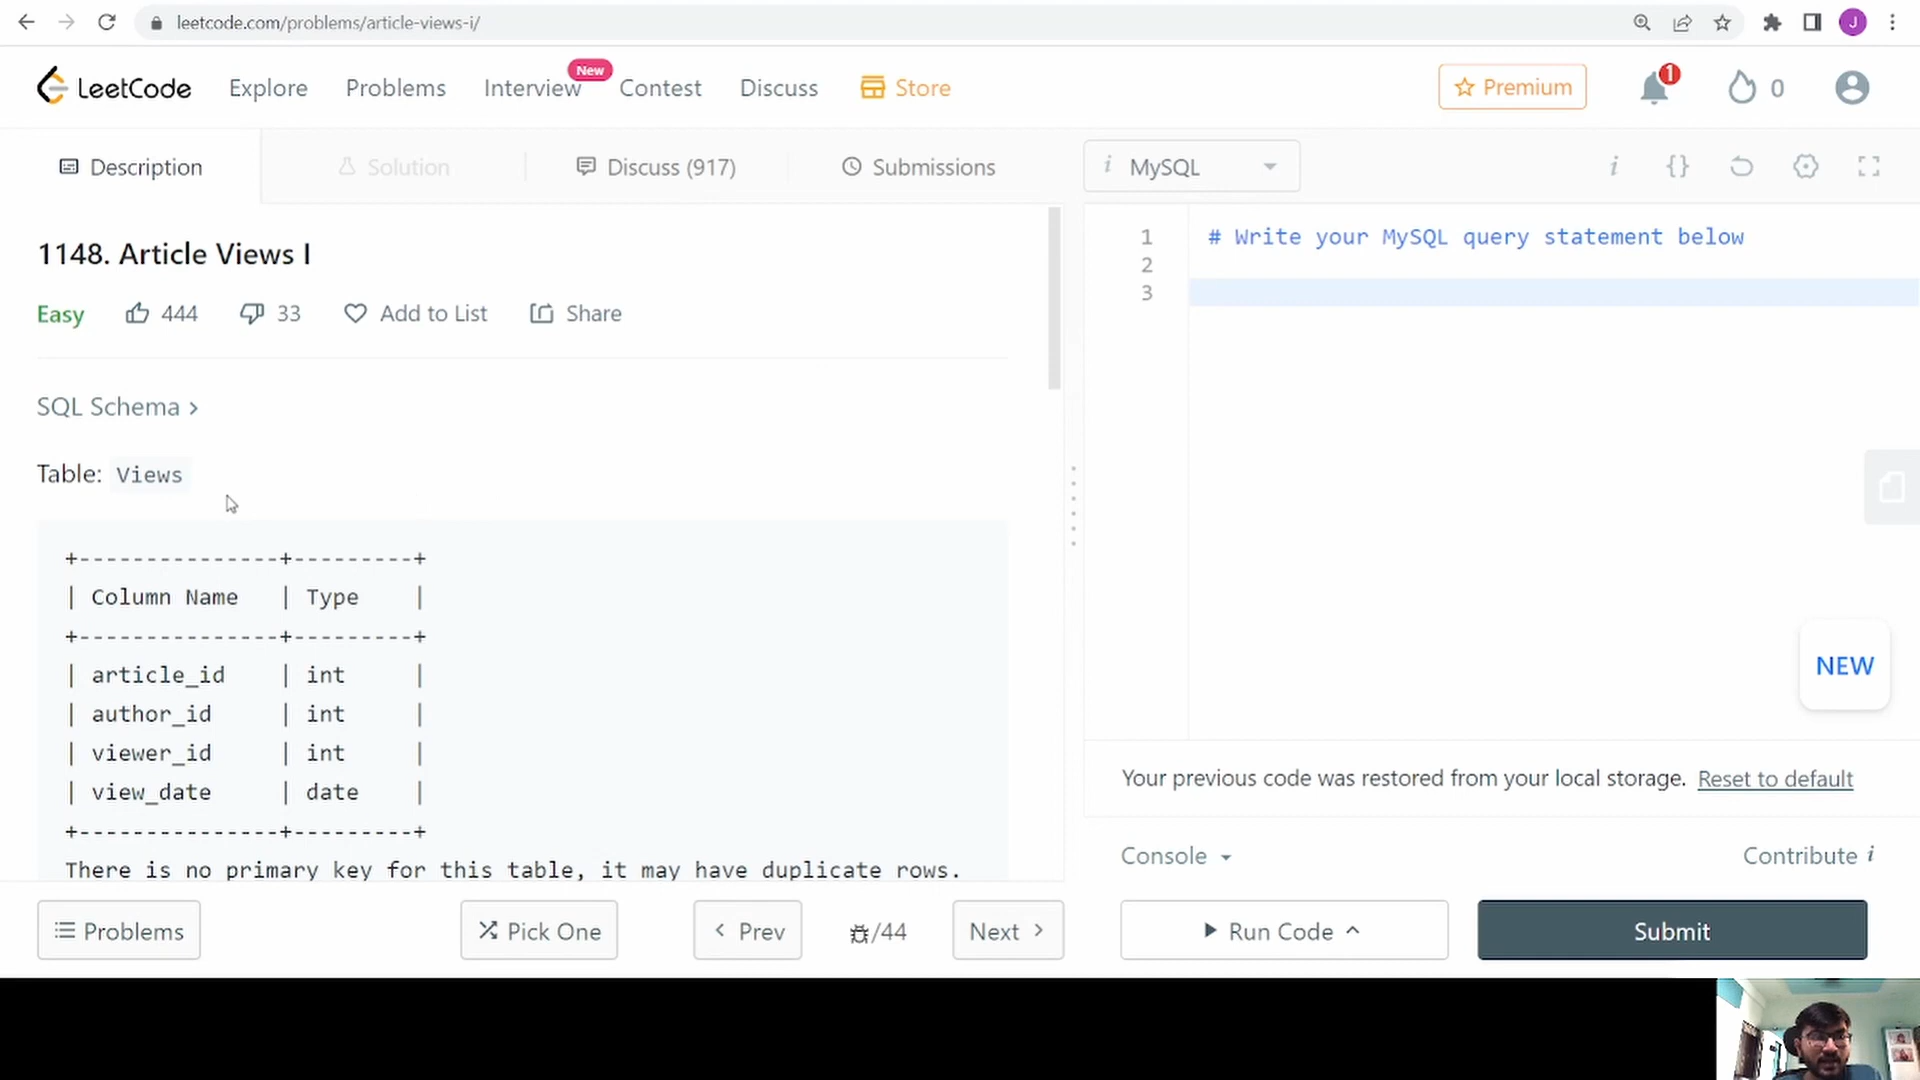 leetcode.com/problems/article-views-i/
J
LeetCode
Explore
Problems
Interview
New
Contest
Discuss
Store
Premium
1
0
Description
Solution
Discuss (917)
Submissions
i MySQL
i {}
1148. Article Views I
Easy
444
33
Add to List
Share
SQL Schema >
Table: Views
+---------------+---------+
| Column Name   | Type    |
+---------------+---------+
| article_id    | int     |
| author_id     | int     |
| viewer_id     | int     |
| view_date     | date    |
+---------------+---------+
There is no primary key for this table, it may have duplicate rows.
1 # Write your MySQL query statement below
2
3
NEW
Your previous code was restored from your local storage. Reset to default
Console
Contribute i
Problems
Pick One
Prev
/44
Next
Run Code
Submit